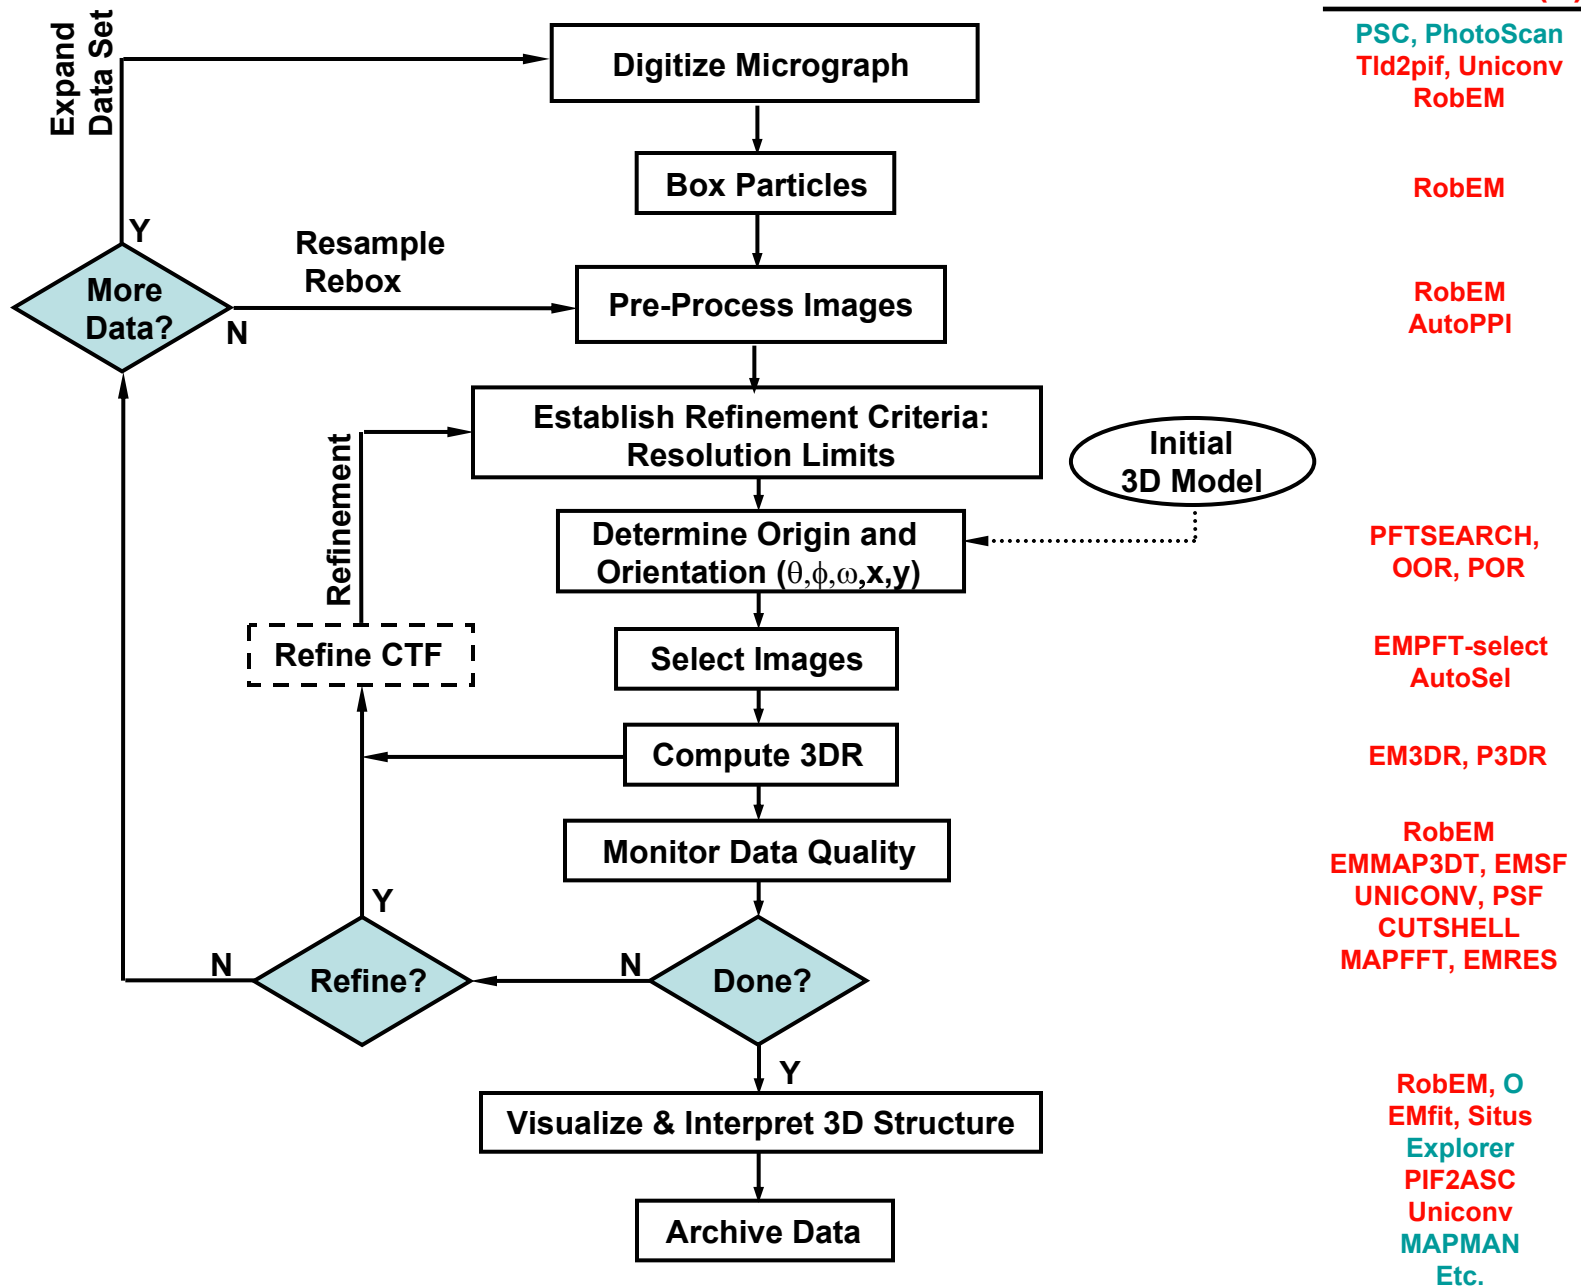 Expand
Data Set
Digitize Micrograph
PSC, PhotoScan
Tld2pif, Uniconv
RobEM
Box Particles
RobEM
Y
More
Data?
N
Resample
Rebox
Pre-Process Images
RobEM
AutoPPI
Establish Refinement Criteria:
Resolution Limits
Initial
3D Model
Refinement
Determine Origin and
Orientation (θ,ϕ,ω,x,y)
PFTSEARCH,
OOR, POR
Refine CTF
Select Images
EMPFT-select
AutoSel
Compute 3DR
EM3DR, P3DR
Monitor Data Quality
RobEM
EMMAP3DT, EMSF
UNICONV, PSF
CUTSHELL
MAPFFT, EMRES
Y
N
Refine?
N
Done?
Y
Visualize & Interpret 3D Structure
RobEM, O
EMfit, Situs
Explorer
PIF2ASC
Uniconv
MAPMAN
Etc.
Archive Data